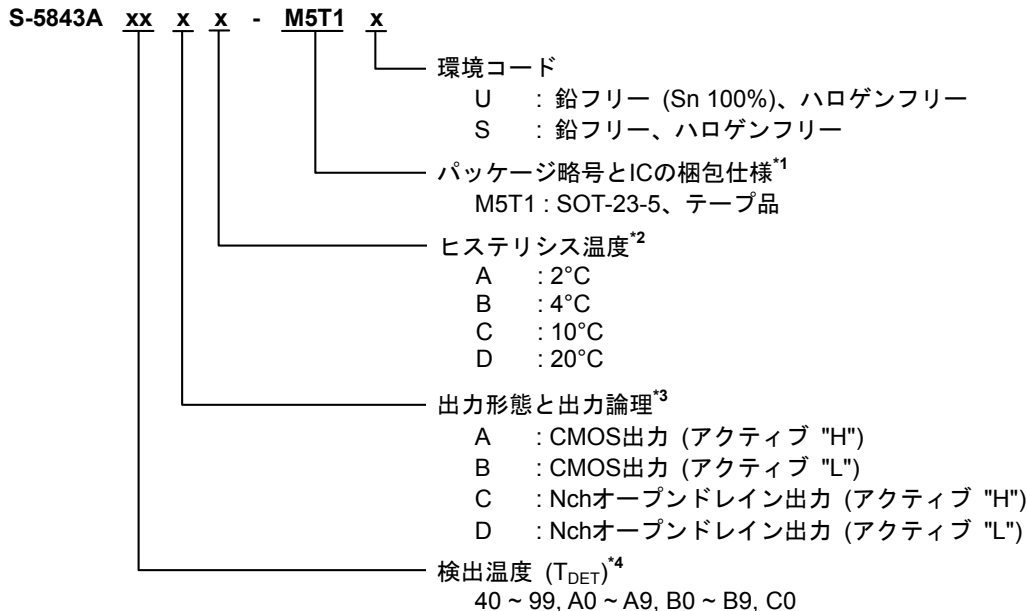 S-5843A xx x x - M5T1 x
環境コード
U : 鉛フリー (Sn 100%)、ハロゲンフリー
S : 鉛フリー、ハロゲンフリー
パッケージ略号とICの梱包仕様*1
M5T1 : SOT-23-5、テープ品
ヒステリシス温度*2
A : 2°C
B : 4°C
C : 10°C
D : 20°C
出力形態と出力論理*3
A : CMOS出力 (アクティブ "H")
B : CMOS出力 (アクティブ "L")
C : Nchオープンドレイン出力 (アクティブ "H")
D : Nchオープンドレイン出力 (アクティブ "L")
検出温度 (TDET)*4
40 ~ 99, A0 ~ A9, B0 ~ B9, C0